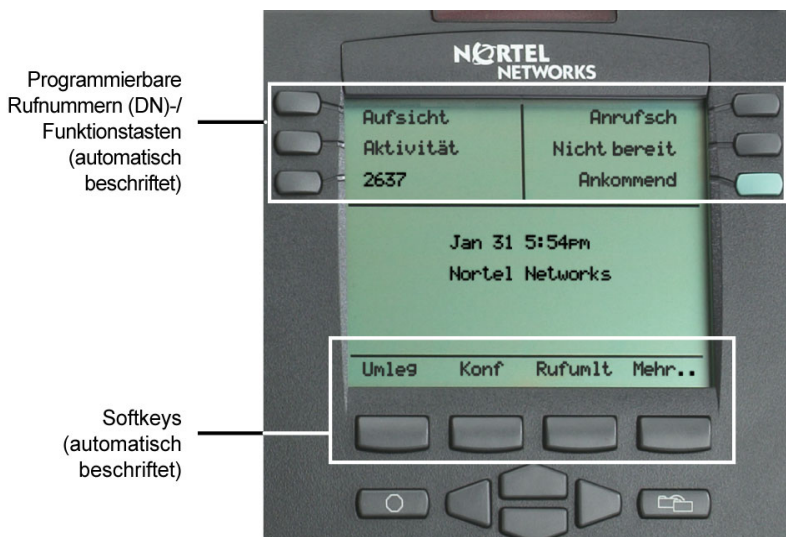 NORTEL
NETWORKS
Programmierbare
Rufnummern (DN)-/
Funktionstasten
(automatisch
beschriftet)
Aufsicht
Anrufsch
Aktivität
Nicht bereit
2637
Ankommend
Jan 31 5:54pm
Nortel Networks
Umleg Konf Rufumlt Mehr..
Softkeys
(automatisch
beschriftet)